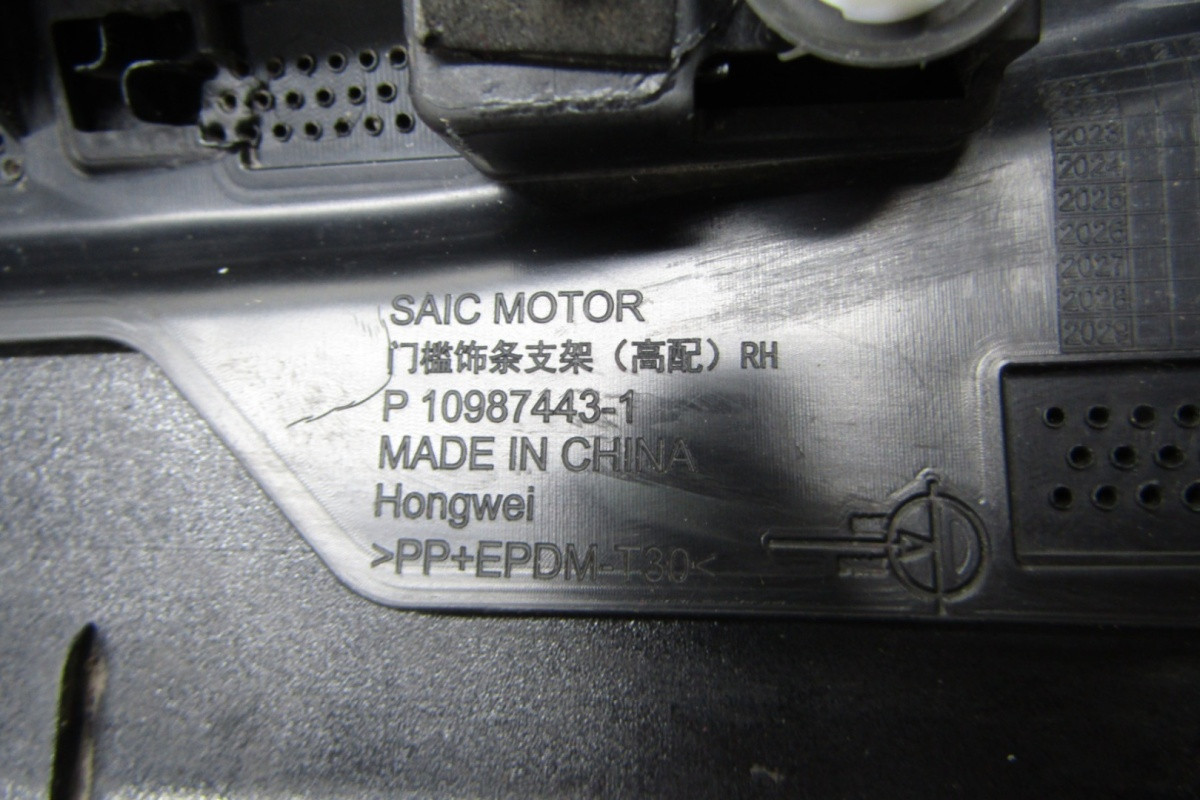 SAIC MOTOR
门槛饰条支架（高配）RH
P 10987443-1
MADE IN CHINA
Hongwei
>PP+EPDM-T30<
2023
2024
2025
2026
2027
2028
2029